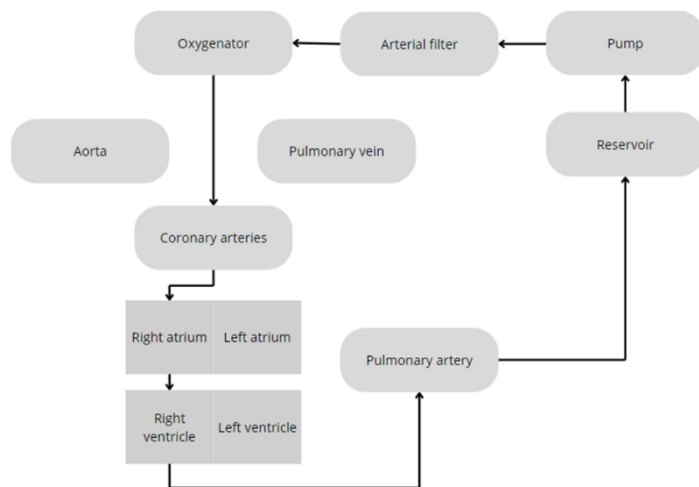 Oxygenator
Arterial filter
Pump
Aorta
Pulmonary vein
Reservoir
Coronary arteries
Right atrium
Left atrium
Pulmonary artery
Right
ventricle
Left ventricle